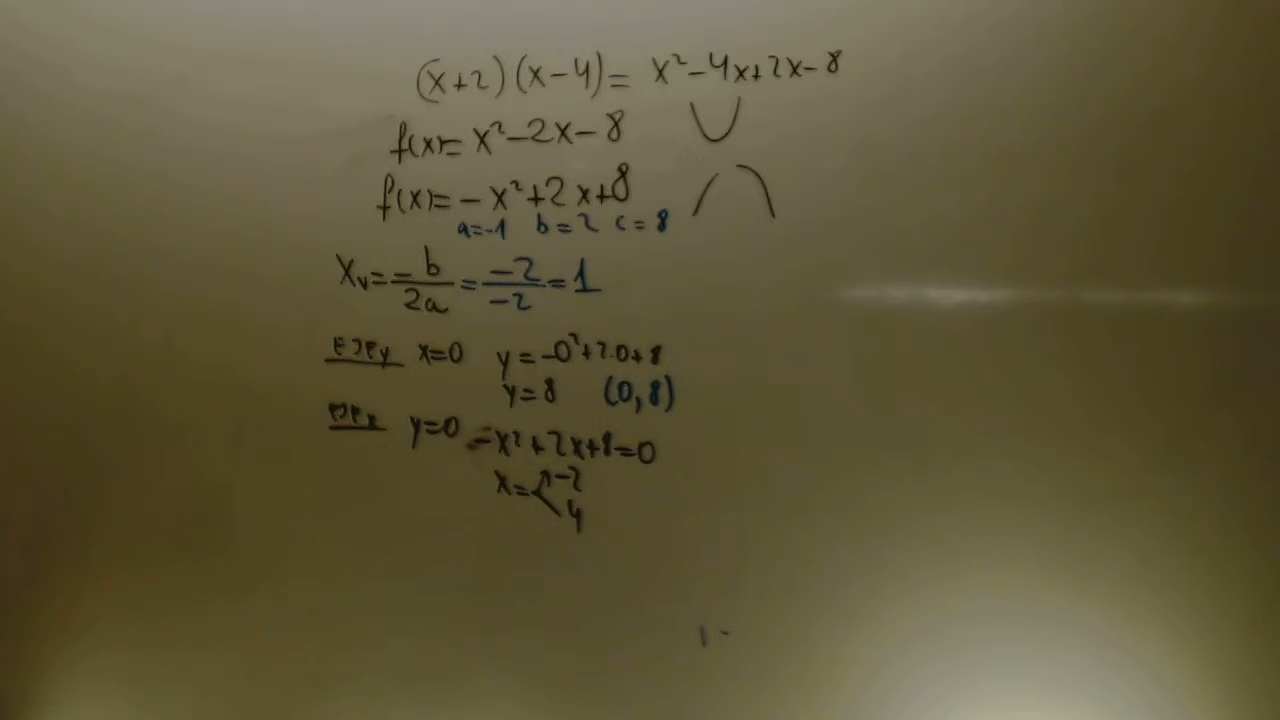 (x+2)(x-4)= x²-4x+2x-8
f(x)= x²-2x-8
f(x)= -x²+2x+8
a=-1 b=2 c=8
Xv= -b/2a = -2/-2 = 1
x=0 y=-0²+2.0+8
y=8 (0,8)
y=0 -x²+2x+8=0
x= -2
4